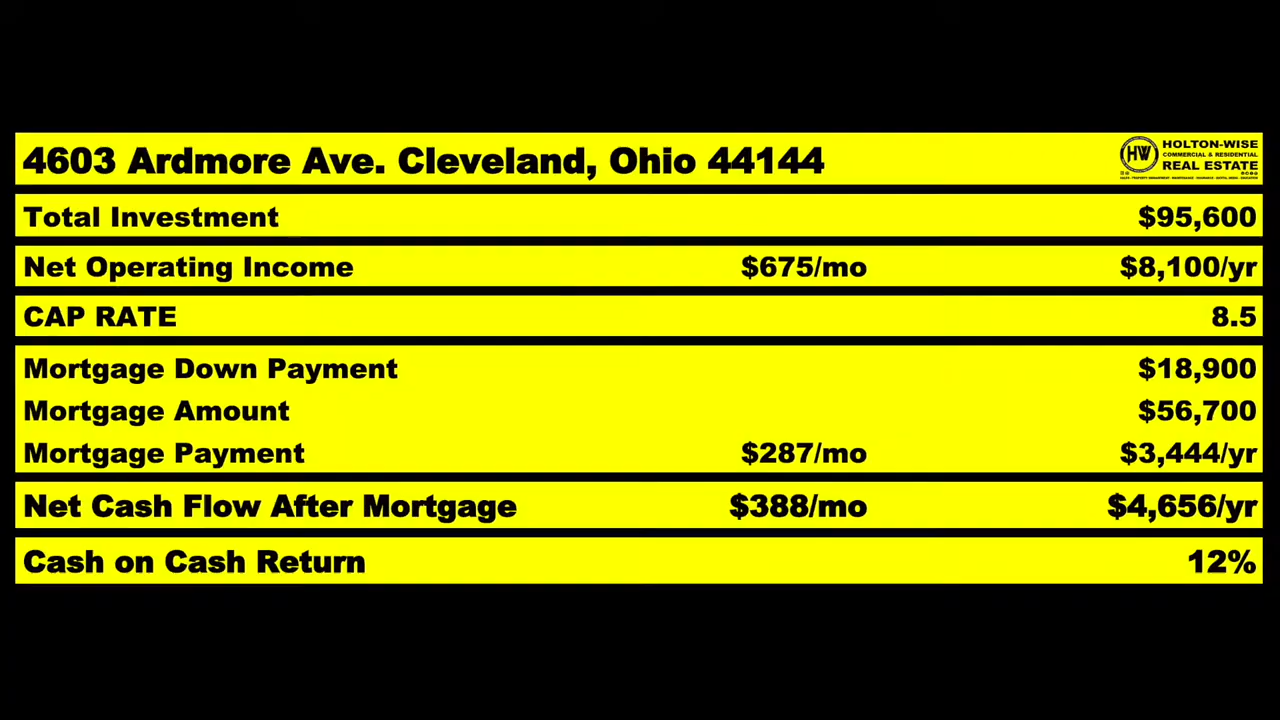 4603 Ardmore Ave. Cleveland, Ohio 44144
HW
HOLTON-WISE
COMMERCIAL & RESIDENTIAL
REAL ESTATE
Total Investment $95,600
Net Operating Income $675/mo $8,100/yr
CAP RATE 8.5
Mortgage Down Payment $18,900
Mortgage Amount $56,700
Mortgage Payment $287/mo $3,444/yr
Net Cash Flow After Mortgage $388/mo $4,656/yr
Cash on Cash Return 12%